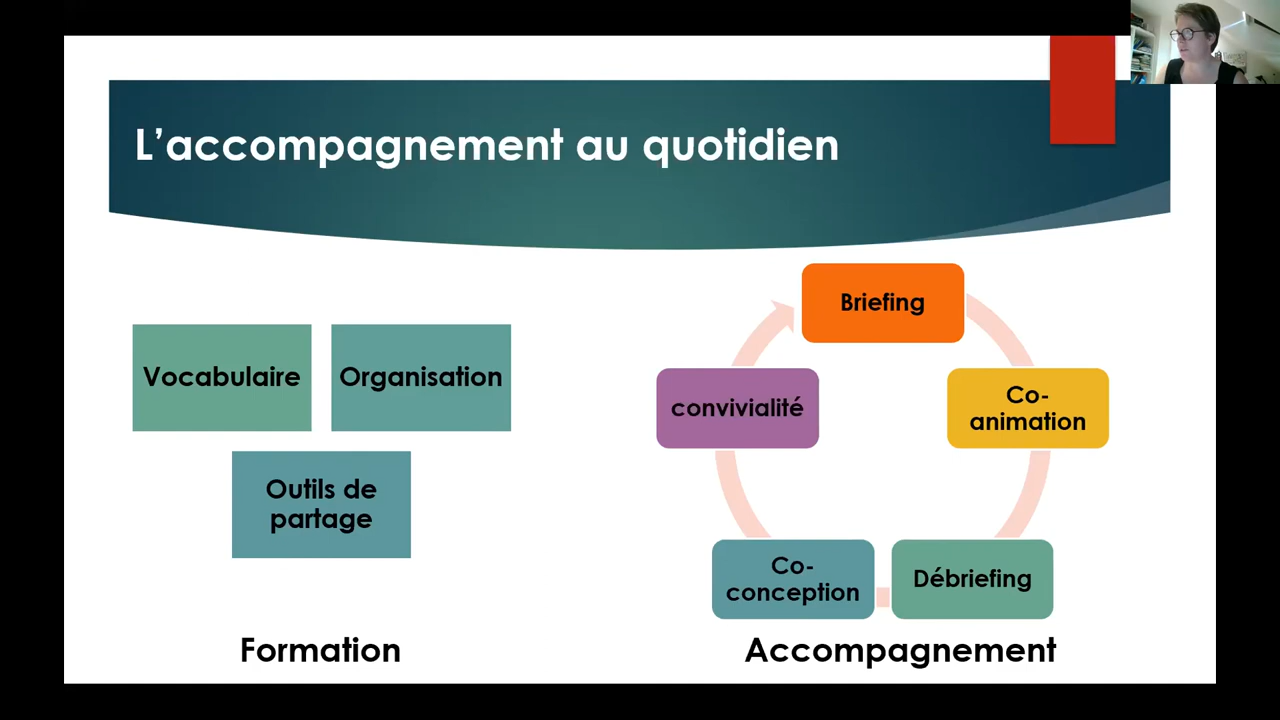 L’accompagnement au quotidien
Vocabulaire
Organisation
Outils de
partage
Formation
Briefing
Co-
animation
Débriefing
Co-
conception
convivialité
Accompagnement